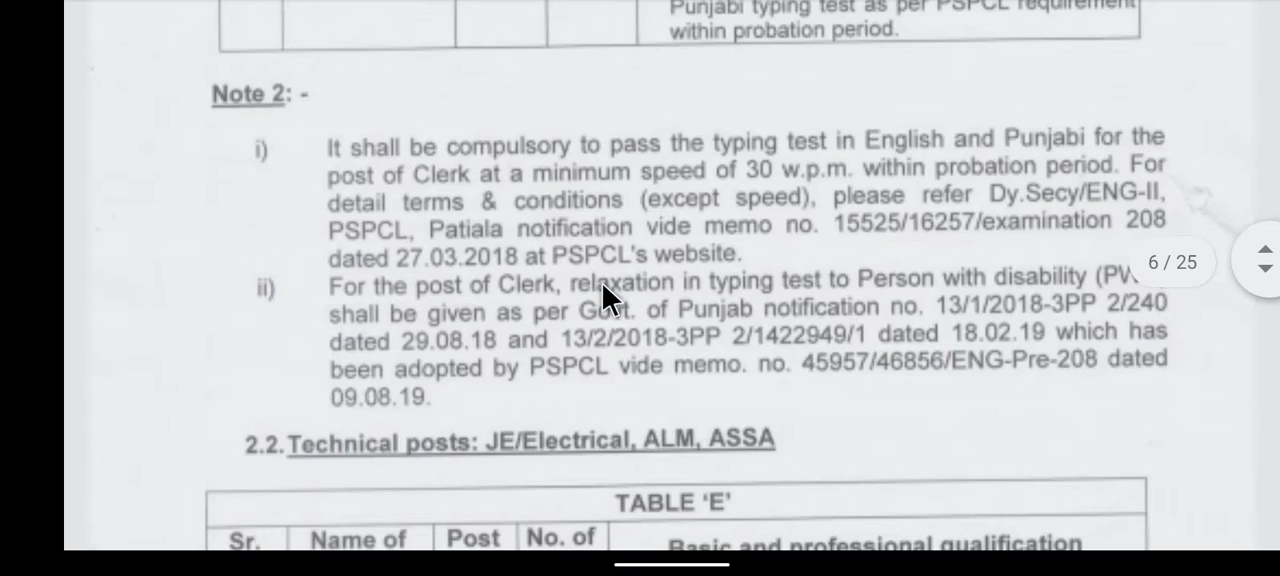 Punjabi typing test as per PSPCL requirement
within probation period.
Note 2: -
i) It shall be compulsory to pass the typing test in English and Punjabi for the
post of Clerk at a minimum speed of 30 w.p.m. within probation period. For
detail terms & conditions (except speed), please refer Dy.Secy/ENG-II,
PSPCL, Patiala notification vide memo no. 15525/16257/examination 208
dated 27.03.2018 at PSPCL's website.
6 / 25
ii) For the post of Clerk, relaxation in typing test to Person with disability
shall be given as per Govt. of Punjab notification no. 13/1/2018-3PP 2/240
dated 29.08.18 and 13/2/2018-3PP 2/1422949/1 dated 18.02.19 which has
been adopted by PSPCL vide memo. no. 45957/46856/ENG-Pre-208 dated
09.08.19.
2.2. Technical posts: JE/Electrical, ALM, ASSA
TABLE 'E'
Sr. Name of Post No. of
Basic and professional qualification